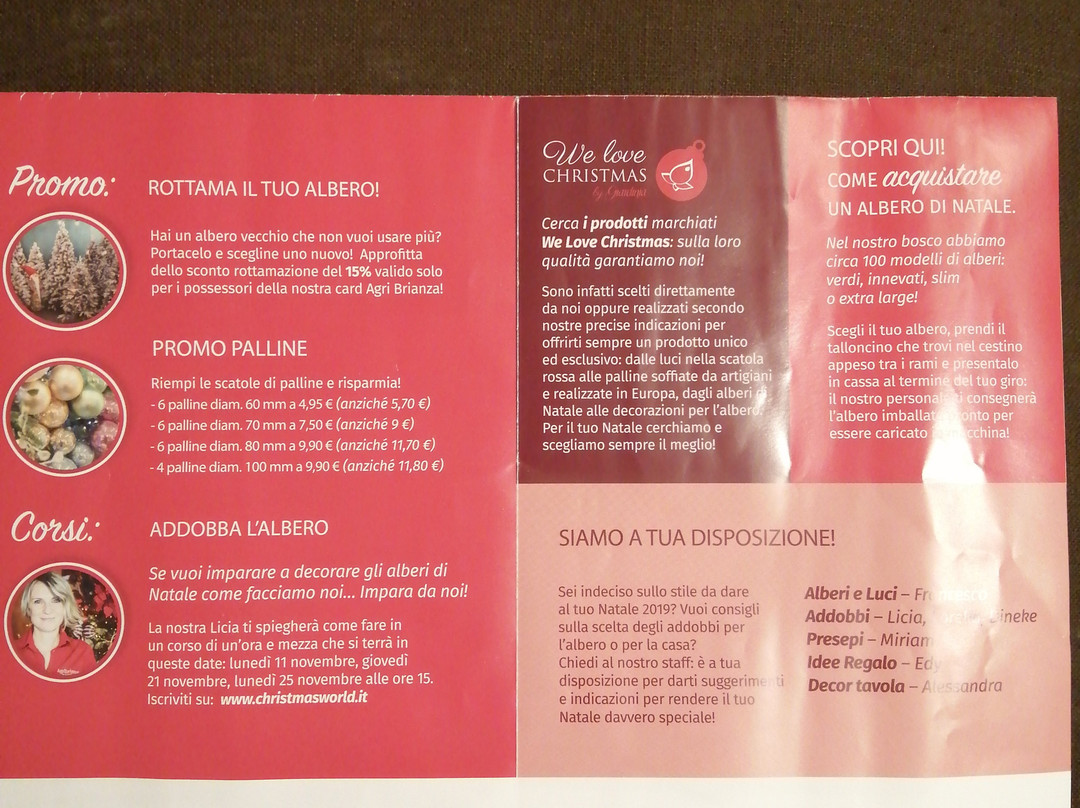 Promo:
ROTTAMA IL TUO ALBERO!
Hai un albero vecchio che non vuoi usare più?
Portacelo e scegline uno nuovo! Approfitta
dello sconto rottamazione del 15% valido solo
per i possessori della nostra card Agri Brianza!
PROMO PALLINE
Riempi le scatole di palline e risparmia!
- 6 palline diam. 60 mm a 4,95 € (anziché 5,70 €)
- 6 palline diam. 70 mm a 7,50 € (anziché 9 €)
- 6 palline diam. 80 mm a 9,90 € (anziché 11,70 €)
- 4 palline diam. 100 mm a 9,90 € (anziché 11,80 €)
Corsi:
ADDOBBA L'ALBERO
Se vuoi imparare a decorare gli alberi di
Natale come facciamo noi... Impara da noi!
La nostra Licia ti spiegherà come fare in
un corso di un'ora e mezza che si terrà in
queste date: lunedì 11 novembre, giovedì
21 novembre, lunedì 25 novembre alle ore 15.
Iscriviti su: www.christmasworld.it
We love
CHRISTMAS
by
Cerca i prodotti marchiati
We Love Christmas: sulla loro
qualità garantiamo noi!
Sono infatti scelti direttamente
da noi oppure realizzati secondo
nostre precise indicazioni per
offrirti sempre un prodotto unico
ed esclusivo: dalle luci nella scatola
rossa alle palline soffiate da artigiani
e realizzate in Europa, dagli alberi di
Natale alle decorazioni per l'albero.
Per il tuo Natale cerchiamo e
scegliamo sempre il meglio!
SCOPRI QUI!
COME acquistare
UN ALBERO DI NATALE.
Nel nostro bosco abbiamo
circa 100 modelli di alberi:
verdi, innevati, slim
o extra large!
Scegli il tuo albero, prendi il
talloncino che trovi nel cestino
appeso tra i rami e presentalo
in cassa al termine del tuo giro:
il nostro personale ti consegnerà
l'albero imballato pronto per
essere caricato in macchina!
SIAMO A TUA DISPOSIZIONE!
Sei indeciso sullo stile da dare
al tuo Natale 2019? Vuoi consigli
sulla scelta degli addobbi per
l'albero o per la casa?
Chiedi al nostro staff: è a tua
disposizione per darti suggerimenti
e indicazioni per rendere il tuo
Natale davvero speciale!
Alberi e Luci – Francesco
Addobbi – Licia,
Presepi – Miriam
Idee Regalo – Edy
Decor tavola – Alessandra